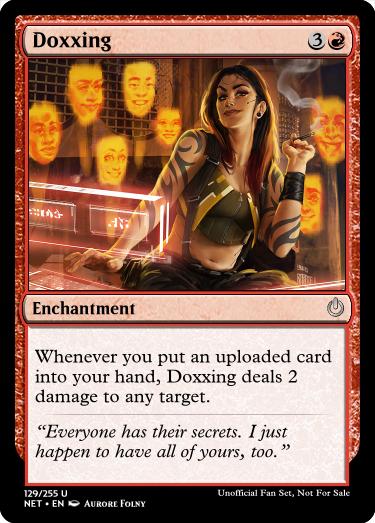 Doxxing 3
Enchantment
Whenever you put an uploaded card
into your hand, Doxxing deals 2
damage to any target.
“Everyone has their secrets. I just
happen to have all of yours, too.”
129/255 U
Unofficial Fan Set, Not For Sale
NET • EN Aurore Folny